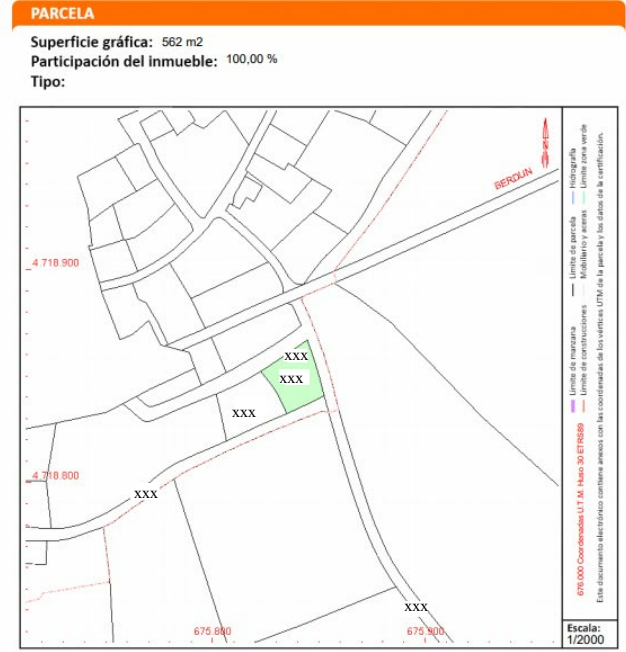 PARCELA
Superficie gráfica: 562 m2
Participación del inmueble: 100,00 %
Tipo:
BERDUN
4.718.900
xxx
xxx
xxx
4.718.800
xxx
xxx
675.800
675.900
Límite de manzana
Límite de parcela
Hidrografía
Límite de construcciones
Mobiliario y aceras
Límite zona verde
676.000 Coordenadas U.T.M. Huso 30 ETRS89
Este documento electrónico contiene anexos con las coordenadas de los vértices UTM de la parcela y los datos de la certificación.
Escala:
1/2000